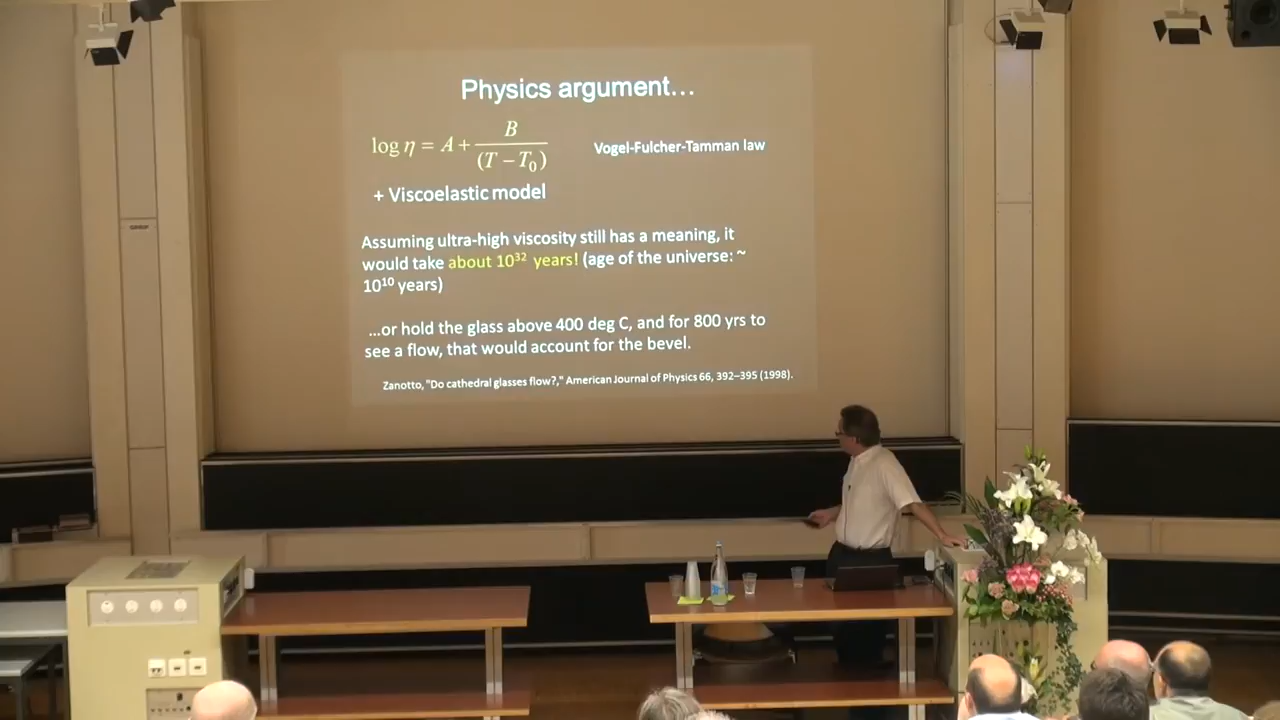 Physics argument...
log η = A + B / (T − T₀)
Vogel-Fulcher-Tamman law
+ Viscoelastic model
Assuming ultra-high viscosity still has a meaning, it
would take about 10³² years! (age of the universe: ~
10¹⁰ years)
...or hold the glass above 400 deg C, and for 800 yrs to
see a flow, that would account for the bevel.
Zanotto, "Do cathedral glasses flow?," American Journal of Physics 66, 392–395 (1998).